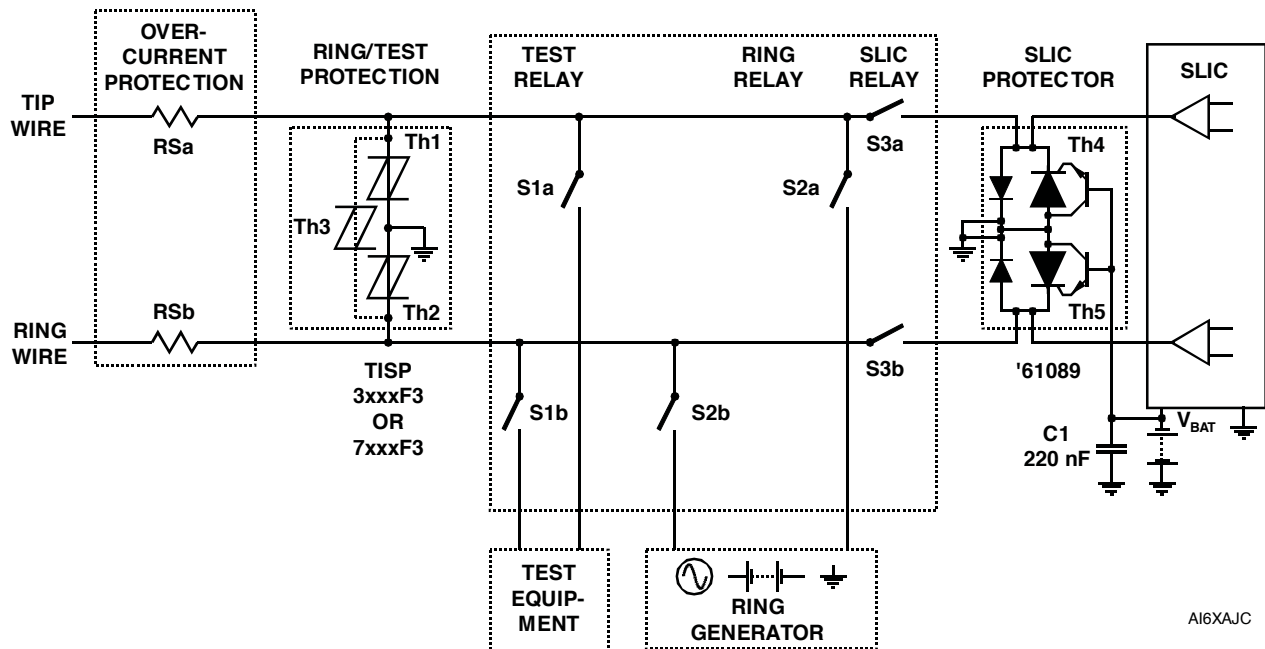 OVER-
CURRENT
PROTECTION
RING/TEST
PROTECTION
TEST
RELAY
RING
RELAY
SLIC
RELAY
SLIC
PROTECTOR
SLIC
TIP
WIRE
RSa
Th1
Th3
Th2
S1a
S2a
S3a
Th4
Th5
RING
WIRE
RSb
TISP
3xxxF3
OR
7xxxF3
S1b
S2b
S3b
'61089
C1
220 nF
VBAT
TEST
EQUIP-
MENT
RING
GENERATOR
AI6XAJC